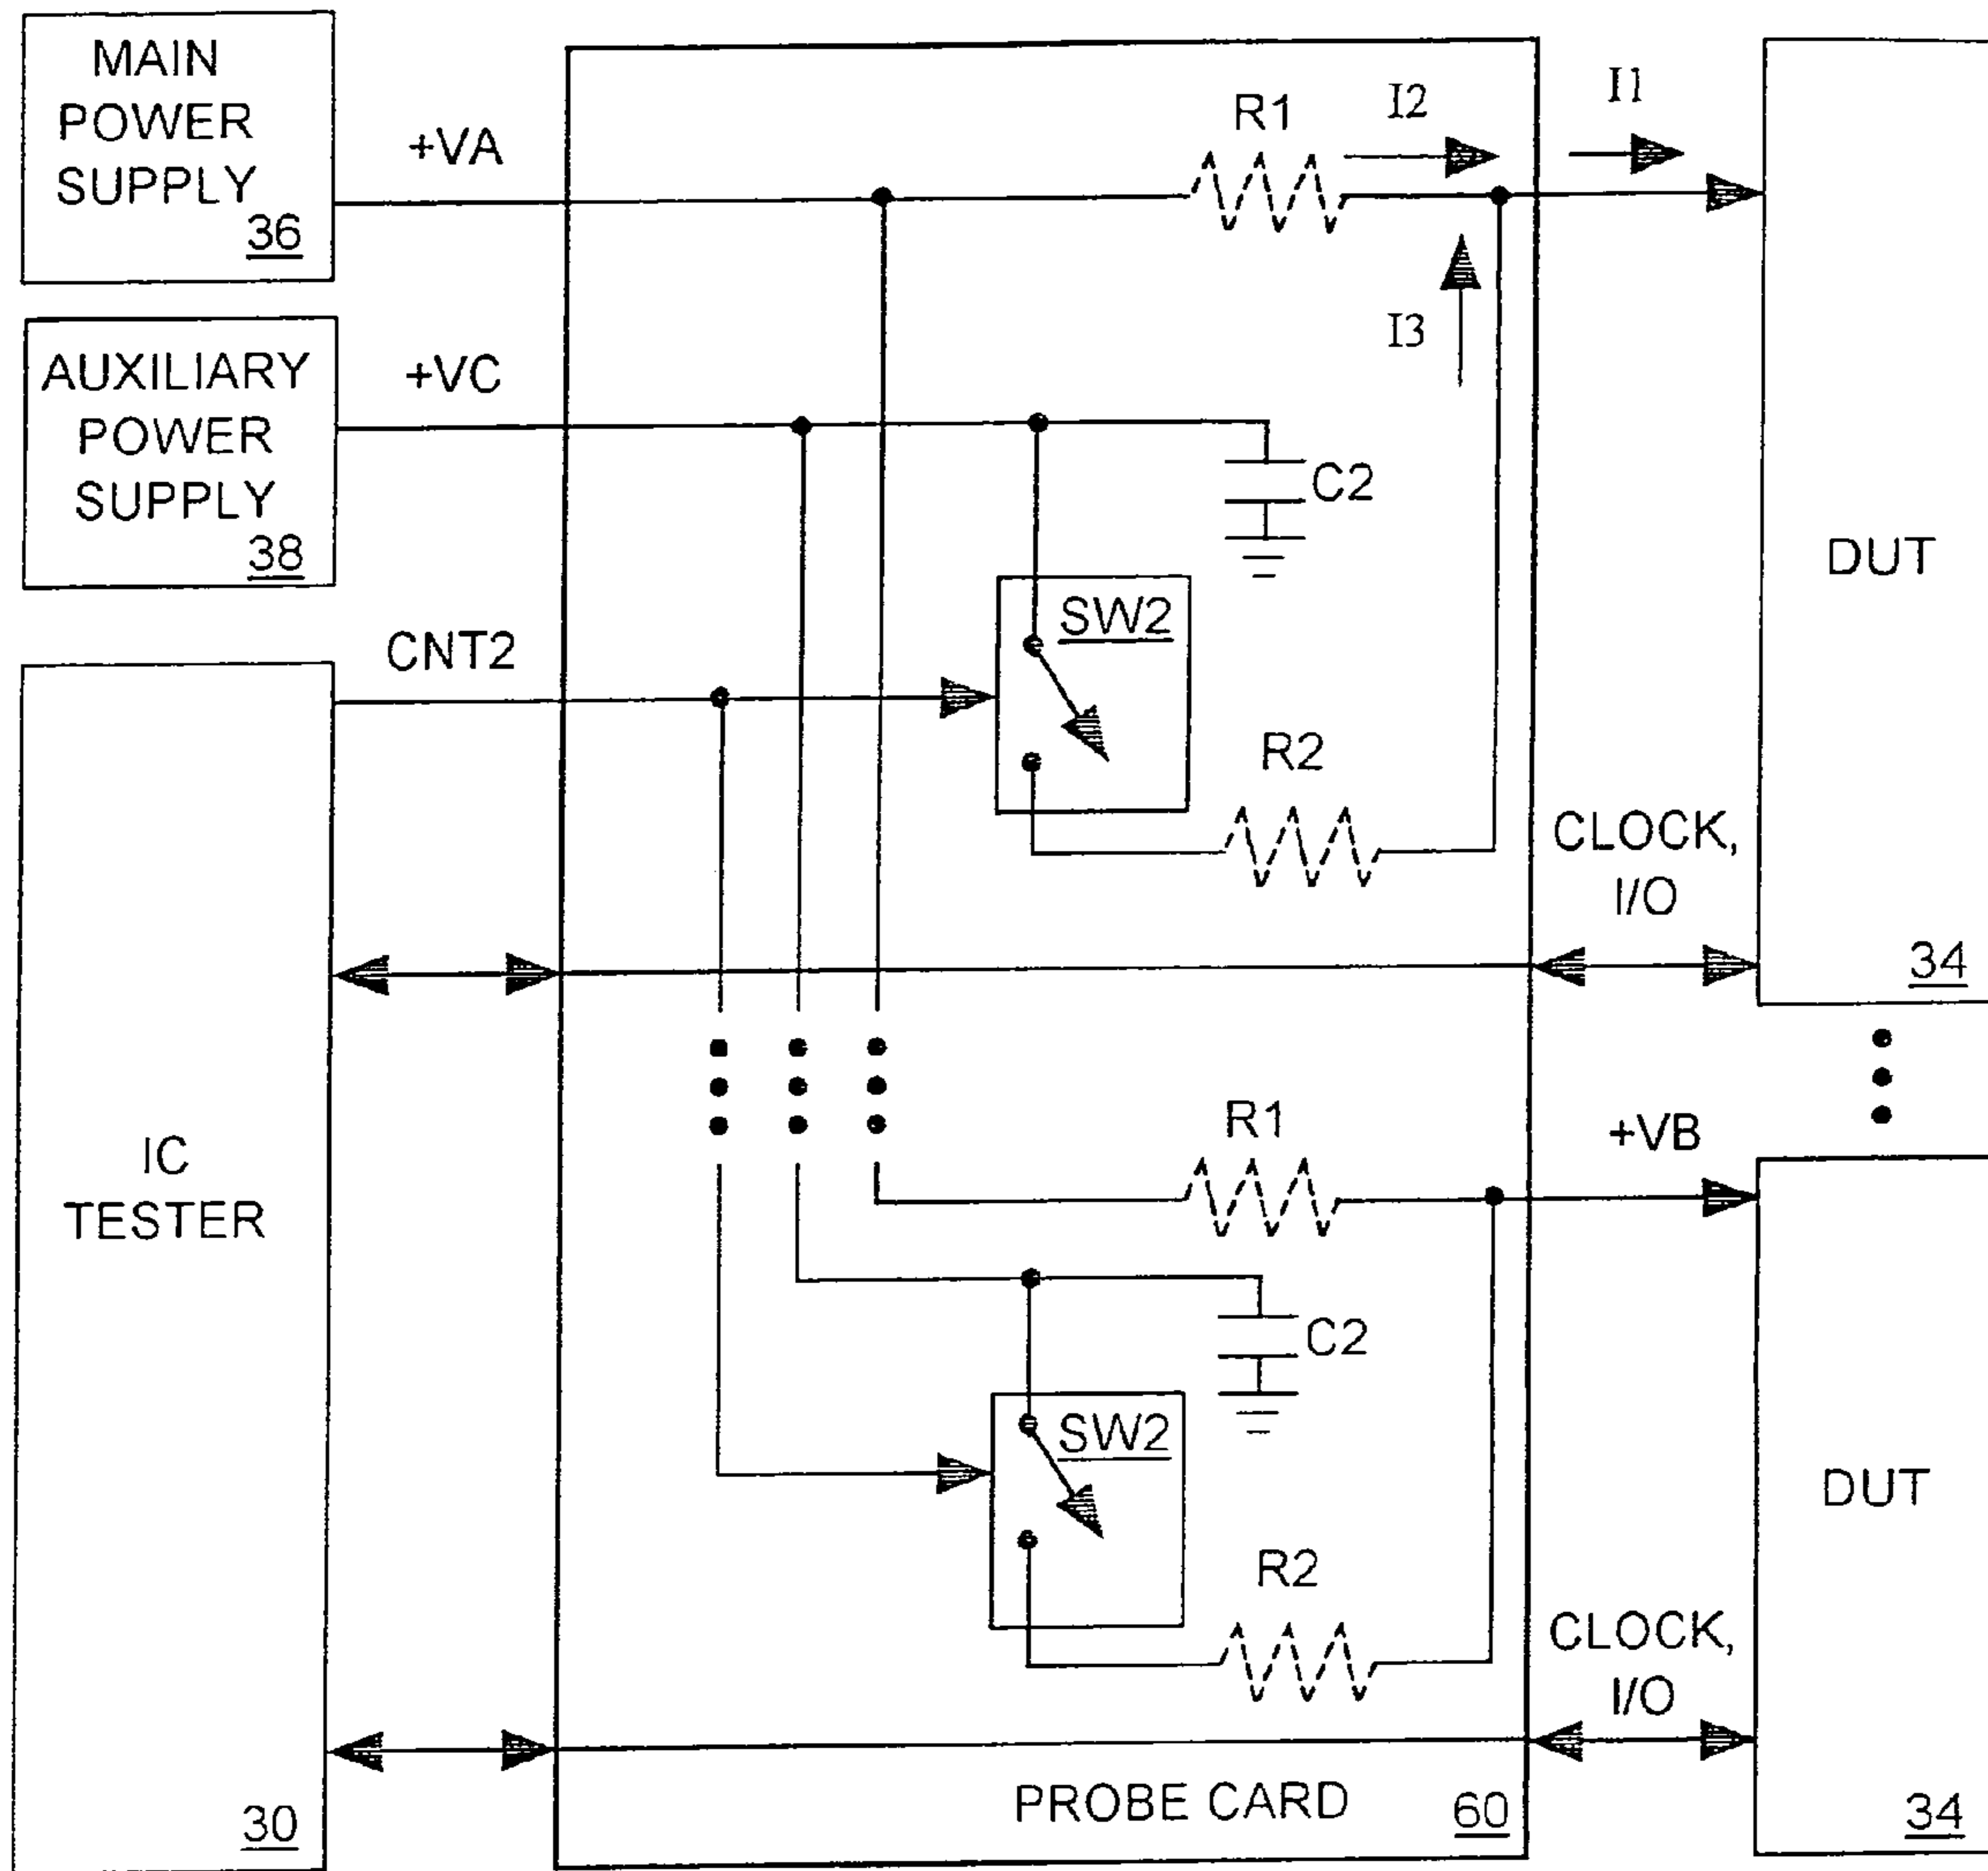 MAIN
POWER
SUPPLY
36
+VA
R1
I2
I1
I3
AUXILIARY
POWER
SUPPLY
38
+VC
C2
DUT
SW2
CNT2
R2
CLOCK,
I/O
34
IC
TESTER
R1
+VB
C2
SW2
DUT
R2
CLOCK,
I/O
PROBE CARD
30
60
34